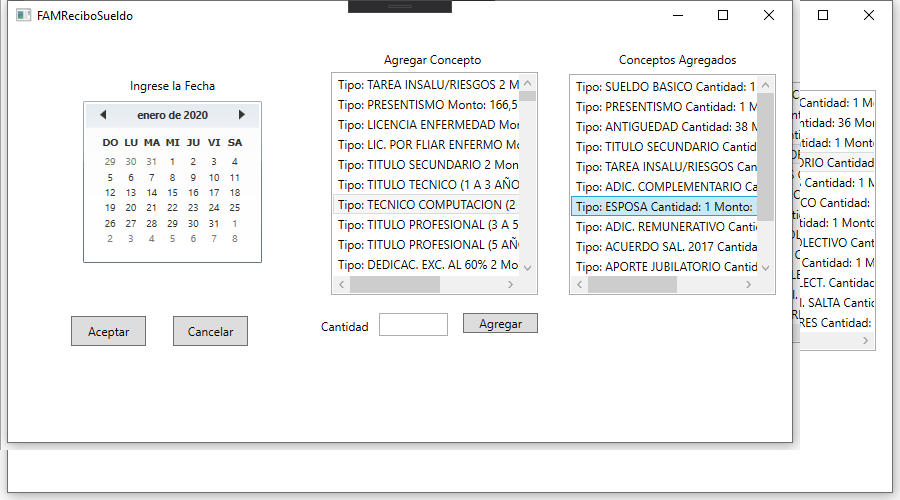 FAMReciboSueldo
Ingrese la Fecha
enero de 2020
DO LU MA MI JU VI SA
29 30 31 1 2 3 4
5 6 7 8 9 10 11
12 13 14 15 16 17 18
19 20 21 22 23 24 25
26 27 28 29 30 31 1
2 3 4 5 6 7 8
Aceptar
Cancelar
Agregar Concepto
Tipo: TAREA INSALU/RIESGOS 2 M
Tipo: PRESENTISMO Monto: 166,5
Tipo: LICENCIA ENFERMEDAD Mon
Tipo: LIC. POR FLIAR ENFERMO Mo
Tipo: TITULO SECUNDARIO 2 Mon
Tipo: TITULO TECNICO (1 A 3 AÑO
Tipo: TECNICO COMPUTACION (2
Tipo: TITULO PROFESIONAL (3 A 5
Tipo: TITULO PROFESIONAL (5 AÑ
Tipo: DEDICAC. EXC. AL 60% 2 Mo
Cantidad
Agregar
Conceptos Agregados
Tipo: SUELDO BASICO Cantidad: 1
Tipo: PRESENTISMO Cantidad: 1 M
Tipo: ANTIGUEDAD Cantidad: 38 M
Tipo: TITULO SECUNDARIO Cantid
Tipo: TAREA INSALU/RIESGOS Can
Tipo: ADIC. COMPLEMENTARIO Ca
Tipo: ESPOSA Cantidad: 1 Monto:
Tipo: ADIC. REMUNERATIVO Canti
Tipo: ACUERDO SAL. 2017 Cantida
Tipo: APORTE JUBILATORIO Cantid
Cantidad: 1 M
ntidad: 36 Mo
tidad: 1 Monto
ORIO Cantidad
Cantidad: 1 M
CO Cantidad:
ntidad: 1 Mon
OLECTIVO Cant
Cantidad: 1 M
LECT. Cantidad
I. SALTA Cantid
RES Cantidad: